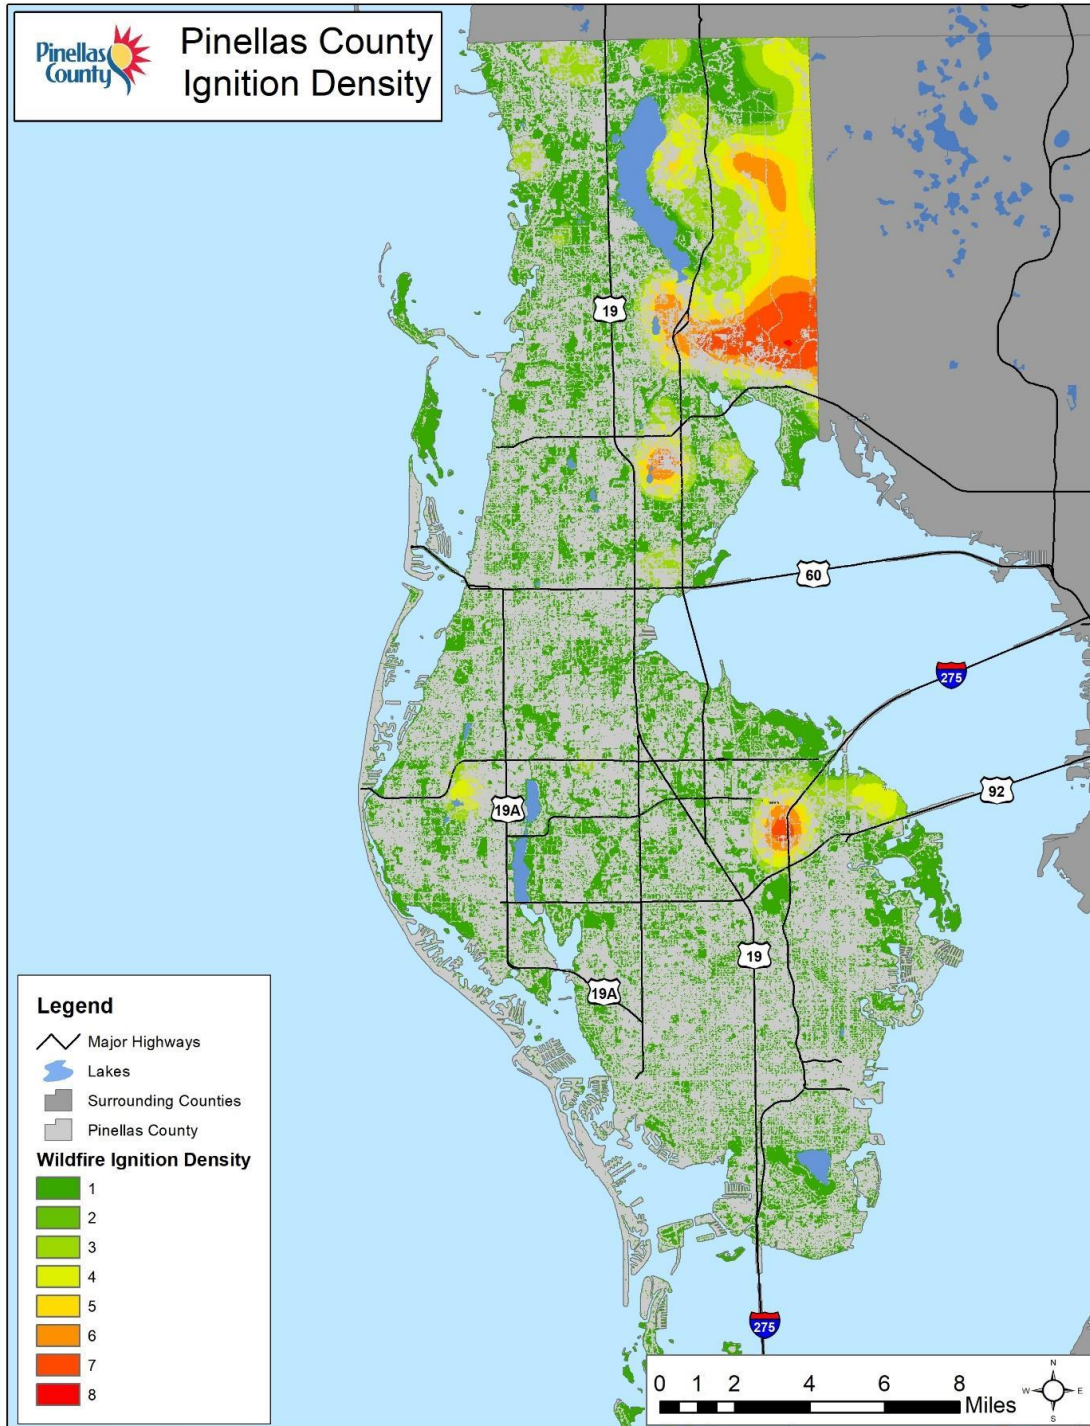 Pinellas
County
Pinellas County
Ignition Density
19
60
275
19A
92
19
19A
275
Legend
Major Highways
Lakes
Surrounding Counties
Pinellas County
Wildfire Ignition Density
1
2
3
4
5
6
7
8
0 1 2 4 6 8
Miles
N
W E
S